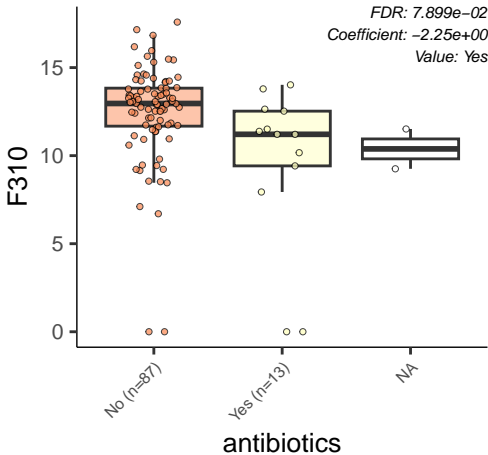 FDR: 7.899e−02
Coefficient: −2.25e+00
Value: Yes
F310
15
10
5
0
No (n=87)
Yes (n=13)
NA
antibiotics